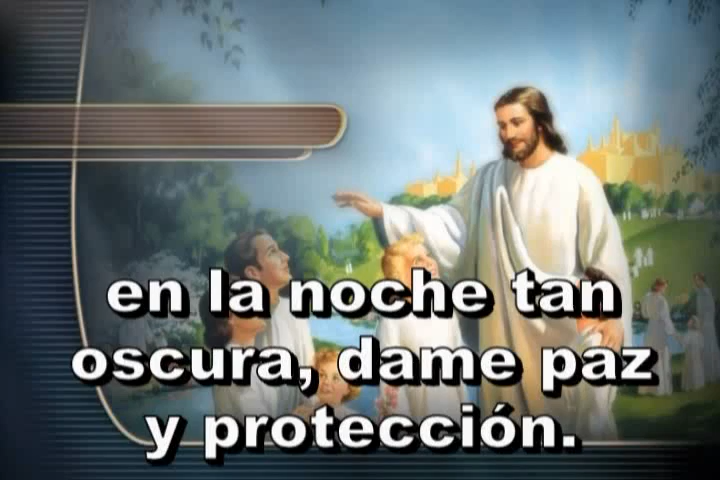 en la noche tan
oscura, dame paz
y protección.